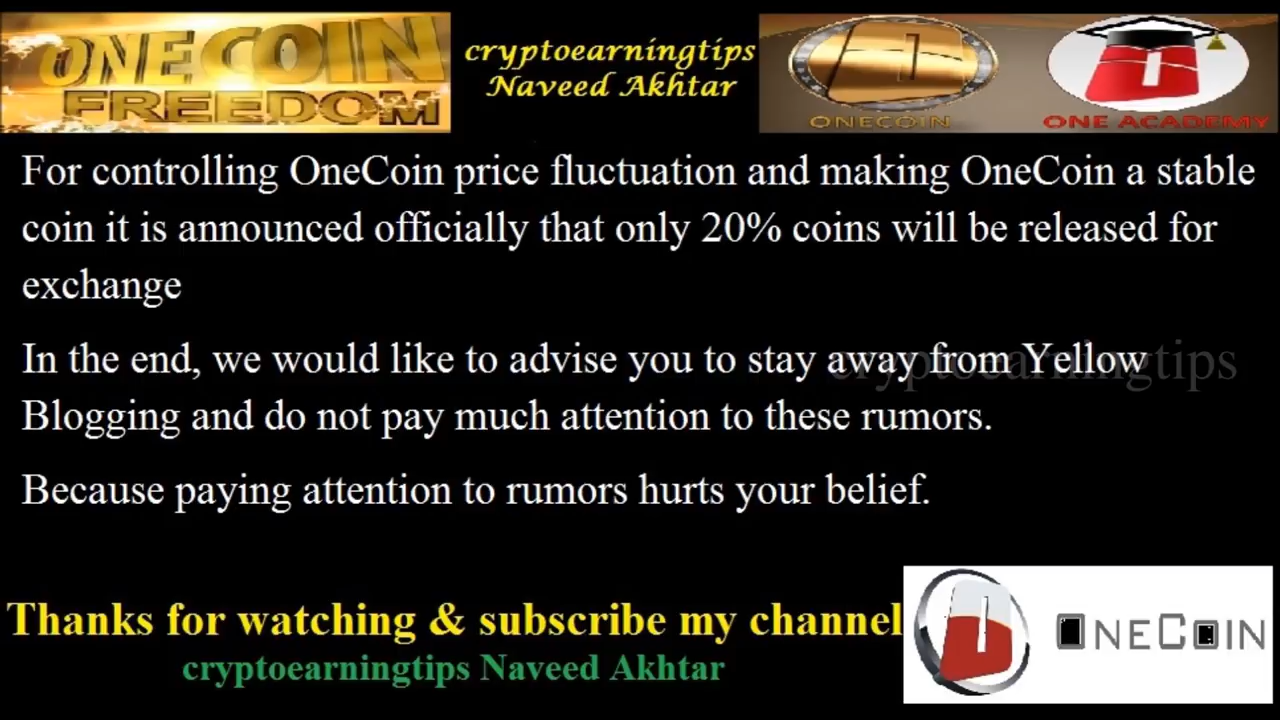 ONE COIN
FREEDOM
cryptoearningtips
Naveed Akhtar
ONECOIN
ONE ACADEMY
For controlling OneCoin price fluctuation and making OneCoin a stable
coin it is announced officially that only 20% coins will be released for
exchange
In the end, we would like to advise you to stay away from Yellow
cryptoearningtips
Blogging and do not pay much attention to these rumors.
Because paying attention to rumors hurts your belief.
Thanks for watching & subscribe my channel
cryptoearningtips Naveed Akhtar
ONECOIN